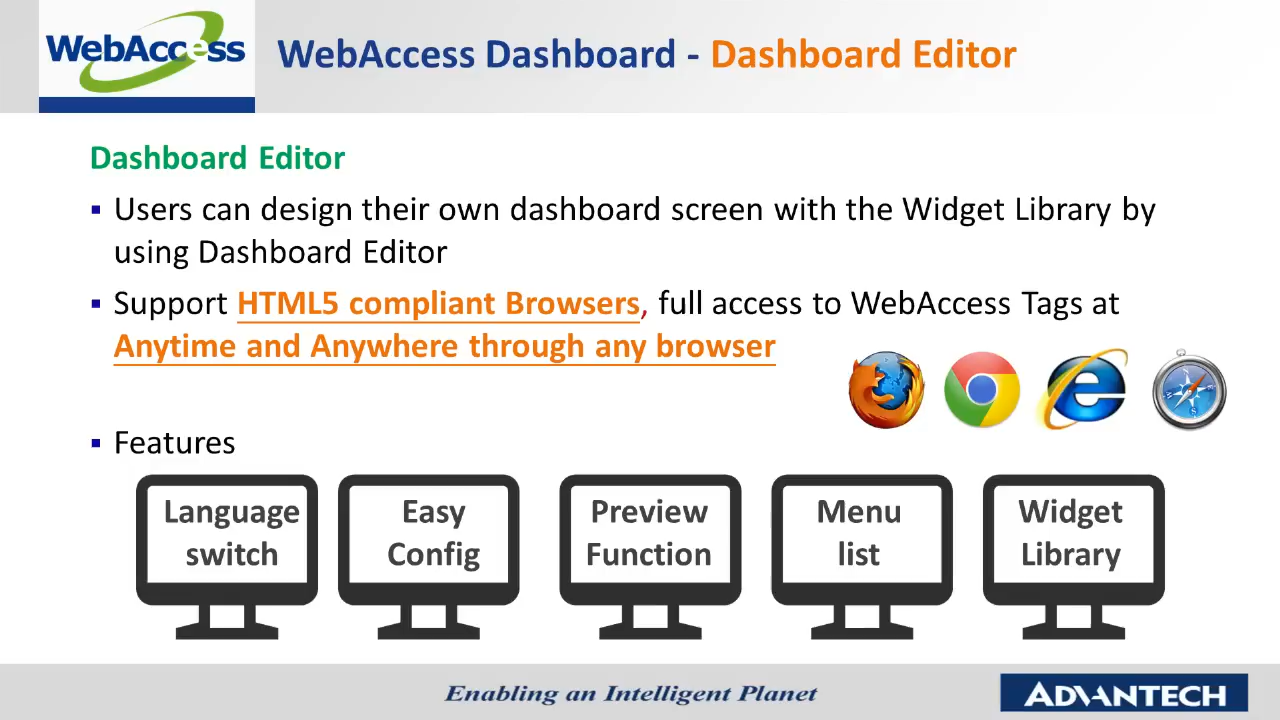 WebAccess
WebAccess Dashboard - Dashboard Editor
Dashboard Editor
▪ Users can design their own dashboard screen with the Widget Library by
using Dashboard Editor
▪ Support HTML5 compliant Browsers, full access to WebAccess Tags at
Anytime and Anywhere through any browser
▪ Features
Language
switch
Easy
Config
Preview
Function
Menu
list
Widget
Library
Enabling an Intelligent Planet
ADVANTECH